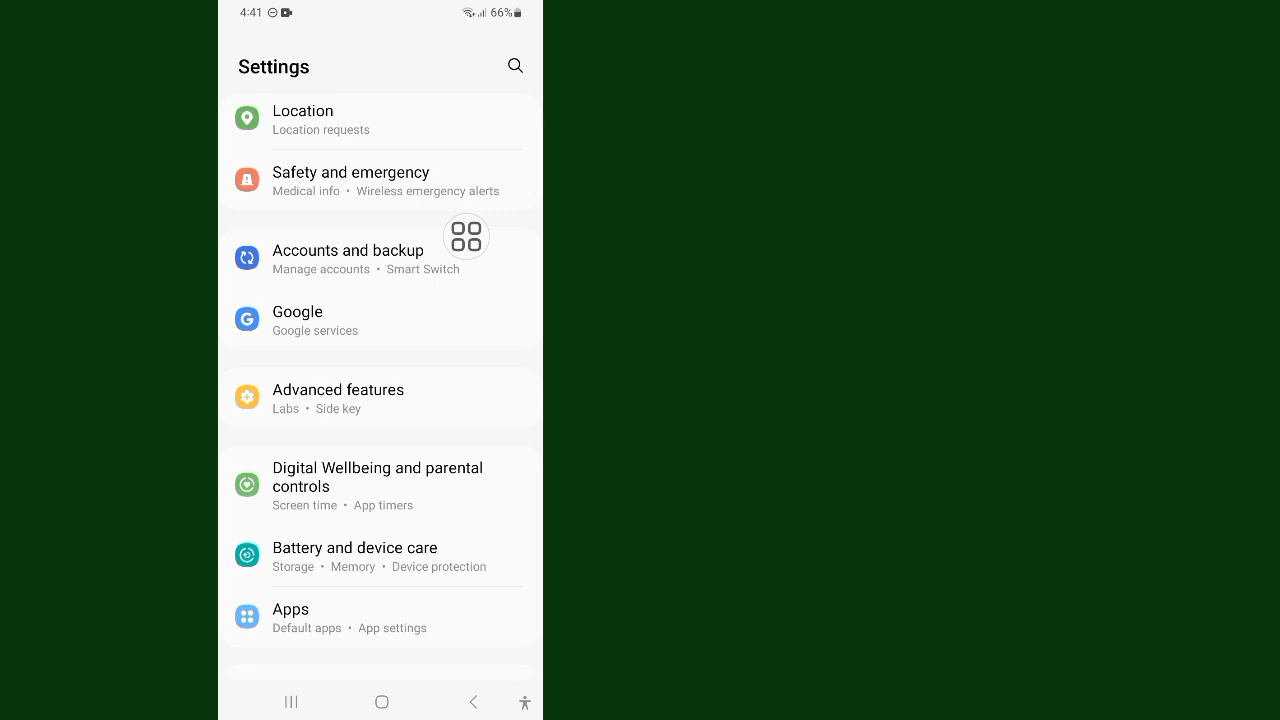 4:41
66%
Settings
Location
Location requests
Safety and emergency
Medical info • Wireless emergency alerts
Accounts and backup
Manage accounts • Smart Switch
Google
Google services
Advanced features
Labs • Side key
Digital Wellbeing and parental
controls
Screen time • App timers
Battery and device care
Storage • Memory • Device protection
Apps
Default apps • App settings